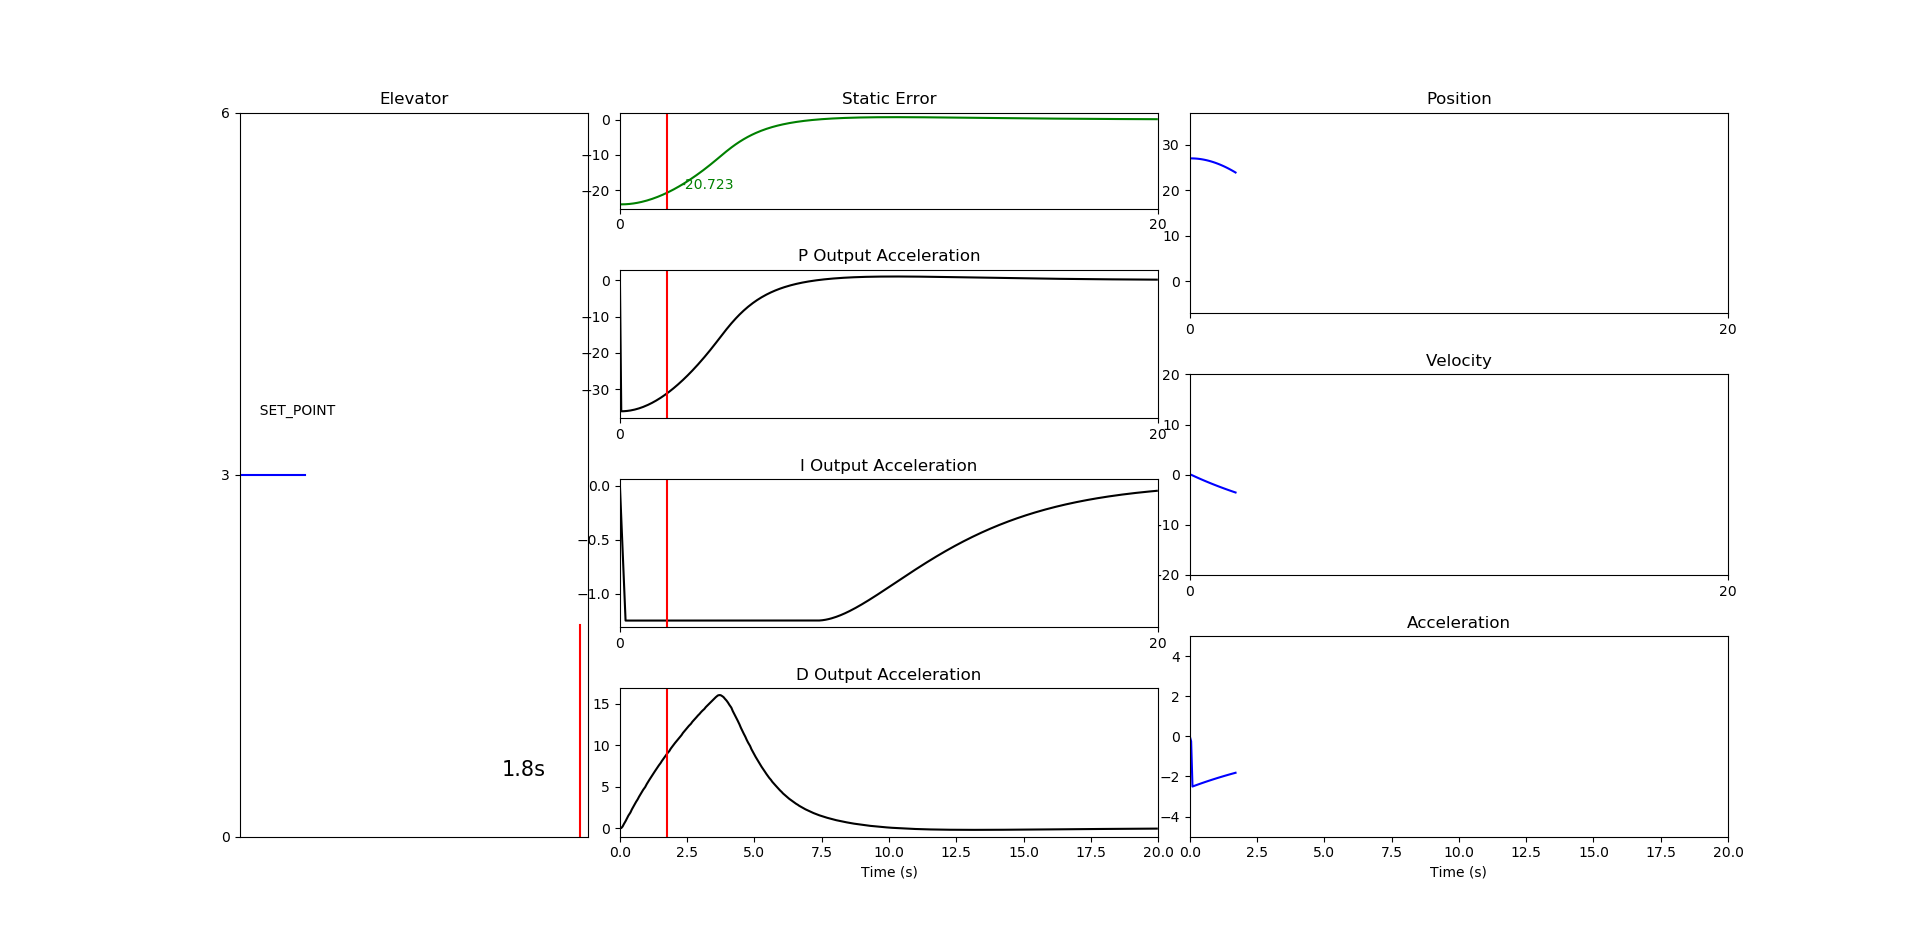 Elevator
6
3
0
SET_POINT
1.8s
Static Error
0
−10
−20
-20.723
0 20
P Output Acceleration
0
−10
−20
−30
0 20
I Output Acceleration
0.0
−0.5
−1.0
0 20
D Output Acceleration
15
10
5
0
0.0 2.5 5.0 7.5 10.0 12.5 15.0 17.5 20.0
Time (s)
Position
30
20
10
0
0 20
Velocity
20
10
0
−10
−20
0 20
Acceleration
4
2
0
−2
−4
0.0 2.5 5.0 7.5 10.0 12.5 15.0 17.5 20.0
Time (s)